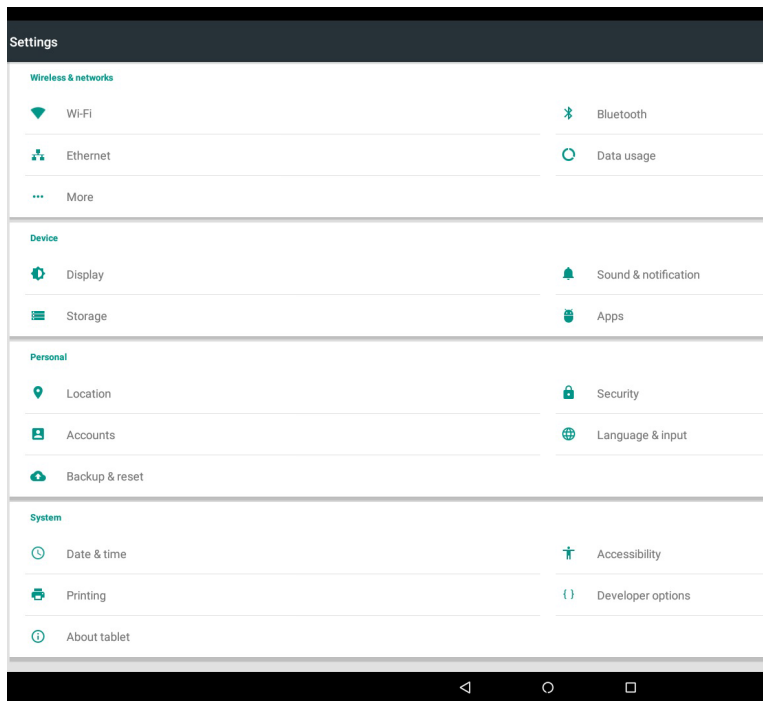 Settings
Wireless & networks
Wi-Fi
Bluetooth
Ethernet
Data usage
More
Device
Display
Sound & notification
Storage
Apps
Personal
Location
Security
Accounts
Language & input
Backup & reset
System
Date & time
Accessibility
Printing
Developer options
About tablet